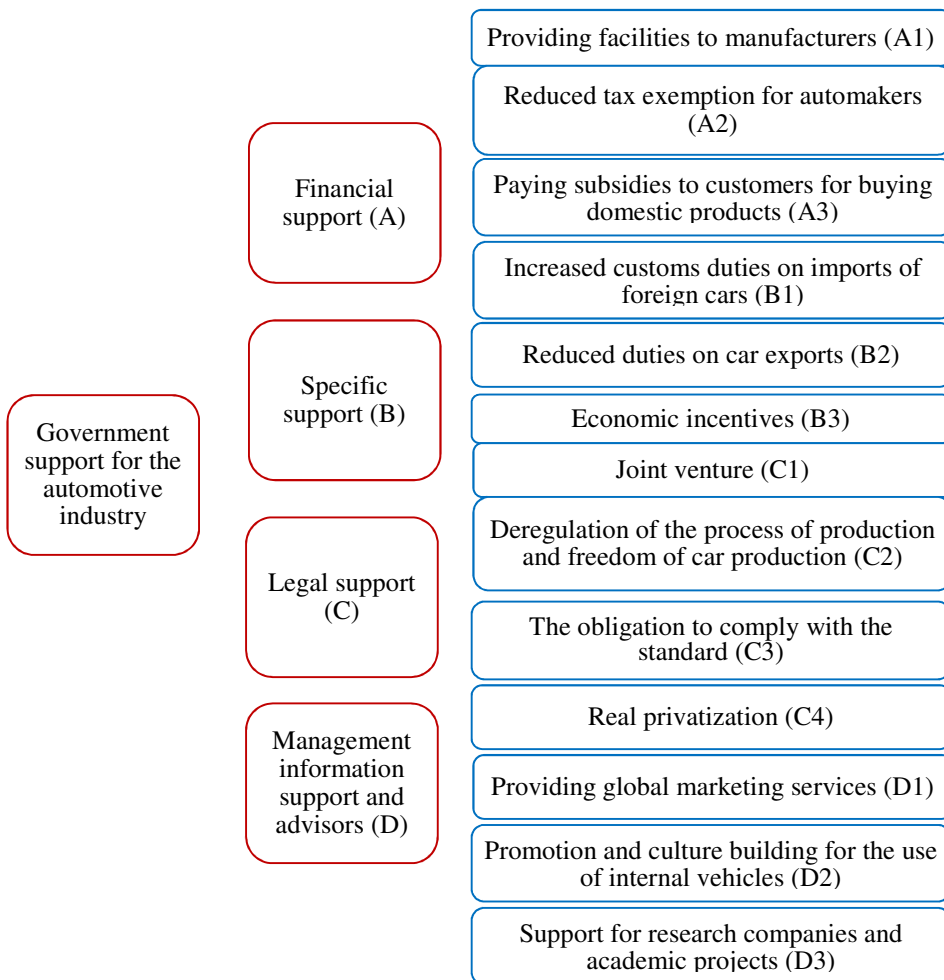 Government
support for the
automotive
industry
Financial
support (A)
Specific
support (B)
Legal support
(C)
Management
information
support and
advisors (D)
Providing facilities to manufacturers (A1)
Reduced tax exemption for automakers
(A2)
Paying subsidies to customers for buying
domestic products (A3)
Increased customs duties on imports of
foreign cars (B1)
Reduced duties on car exports (B2)
Economic incentives (B3)
Joint venture (C1)
Deregulation of the process of production
and freedom of car production (C2)
The obligation to comply with the
standard (C3)
Real privatization (C4)
Providing global marketing services (D1)
Promotion and culture building for the use
of internal vehicles (D2)
Support for research companies and
academic projects (D3)